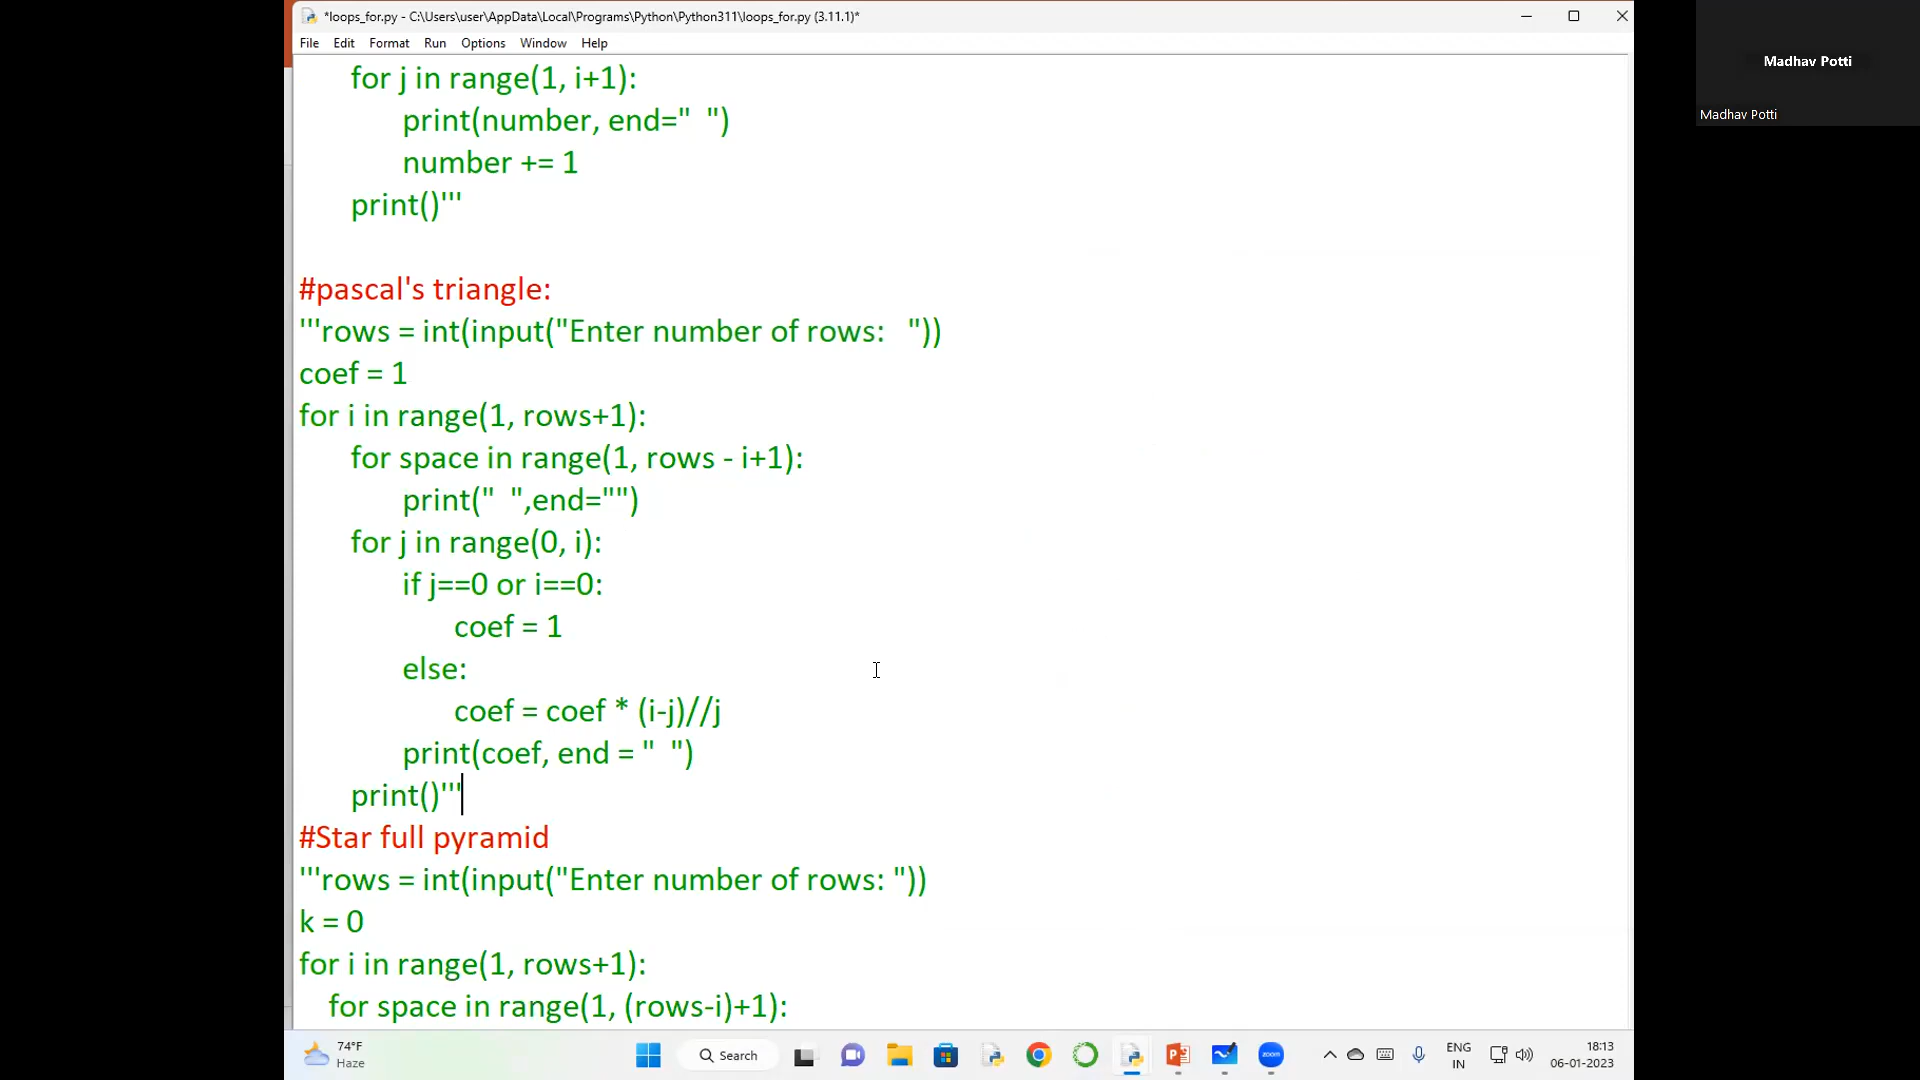 *loops_for.py - C:\Users\user\AppData\Local\Programs\Python\Python311\loops_for.py (3.11.1)*
File Edit Format Run Options Window Help
Madhav Potti
Madhav Potti
for j in range(1, i+1):
print(number, end="  ")
number += 1
print()'''
#pascal's triangle:
'''rows = int(input("Enter number of rows:   "))
coef = 1
for i in range(1, rows+1):
for space in range(1, rows - i+1):
print("  ",end="")
for j in range(0, i):
if j==0 or i==0:
coef = 1
else:
coef = coef * (i-j)//j
print(coef, end = "  ")
print()'''
#Star full pyramid
'''rows = int(input("Enter number of rows: "))
k = 0
for i in range(1, rows+1):
for space in range(1, (rows-i)+1):
74°F
Haze
Search
zoom
ENG
IN
18:13
06-01-2023